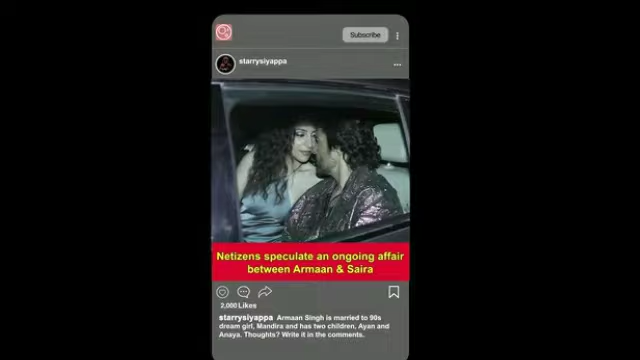 Subscribe
starrysiyappa
Netizens speculate an ongoing affair
between Armaan & Saira
2,000 Likes
starrysiyappa Armaan Singh is married to 90s
dream girl, Mandira and has two children, Ayan and
Anaya. Thoughts? Write it in the comments.